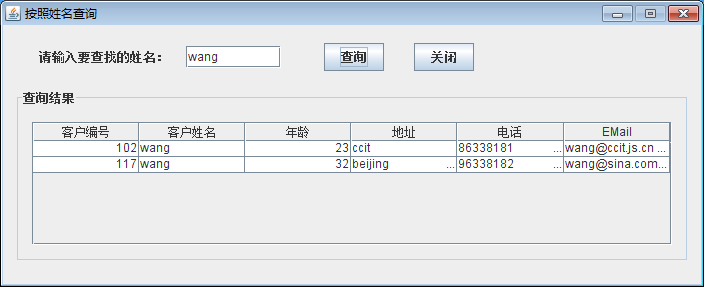 按照姓名查询
请输入要查找的姓名： wang 查询 关闭
查询结果
客户编号 客户姓名 年龄 地址 电话 EMail
102 wang 23 ccit 86338181 ... wang@ccit.js.cn ...
117 wang 32 beijing ... 96338182 ... wang@sina.com...